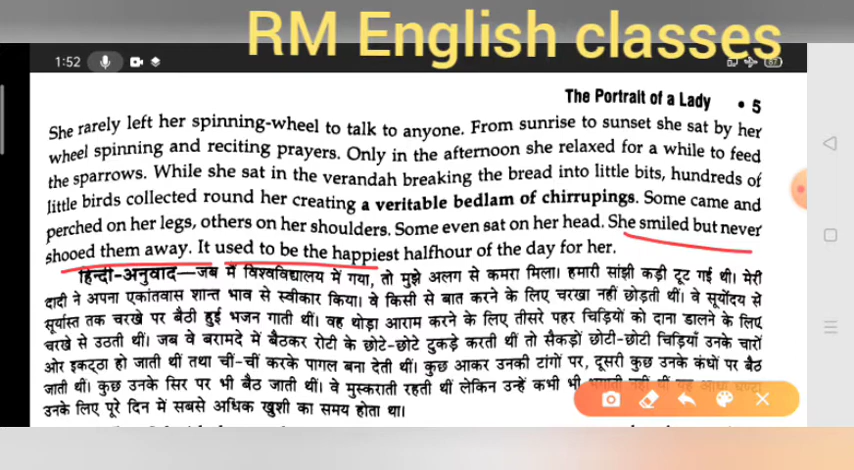 RM English classes
1:52
67
The Portrait of a Lady • 5
She rarely left her spinning-wheel to talk to anyone. From sunrise to sunset she sat by her
wheel spinning and reciting prayers. Only in the afternoon she relaxed for a while to feed
the sparrows. While she sat in the verandah breaking the bread into little bits, hundreds of
little birds collected round her creating a veritable bedlam of chirrupings. Some came and
perched on her legs, others on her shoulders. Some even sat on her head. She smiled but never
shooed them away. It used to be the happiest halfhour of the day for her.
हिन्दी-अनुवाद—जब मैं विश्वविद्यालय में गया, तो मुझे अलग से कमरा मिला। हमारी सांझी कड़ी टूट गई थी। मेरी
दादी ने अपना एकांतवास शान्त भाव से स्वीकार किया। वे किसी से बात करने के लिए चरखा नहीं छोड़ती थीं। वे सूर्योदय से
सूर्यास्त तक चरखे पर बैठी हुई भजन गाती थीं। वह थोड़ा आराम करने के लिए तीसरे पहर चिड़ियों को दाना डालने के लिए
चरखे से उठती थीं। जब वे बरामदे में बैठकर रोटी के छोटे-छोटे टुकड़े करती थीं तो सैकड़ों छोटी-छोटी चिड़ियाँ उनके चारों
ओर इकट्ठा हो जाती थीं तथा चीं-चीं करके पागल बना देती थीं। कुछ आकर उनकी टांगों पर, दूसरी कुछ उनके कंधों पर बैठ
जाती थीं। कुछ उनके सिर पर भी बैठ जाती थीं। वे मुस्कराती रहती थीं लेकिन उन्हें कभी भी भगाती नहीं थीं यह आधा घण्टा
उनके लिए पूरे दिन में सबसे अधिक खुशी का समय होता था।